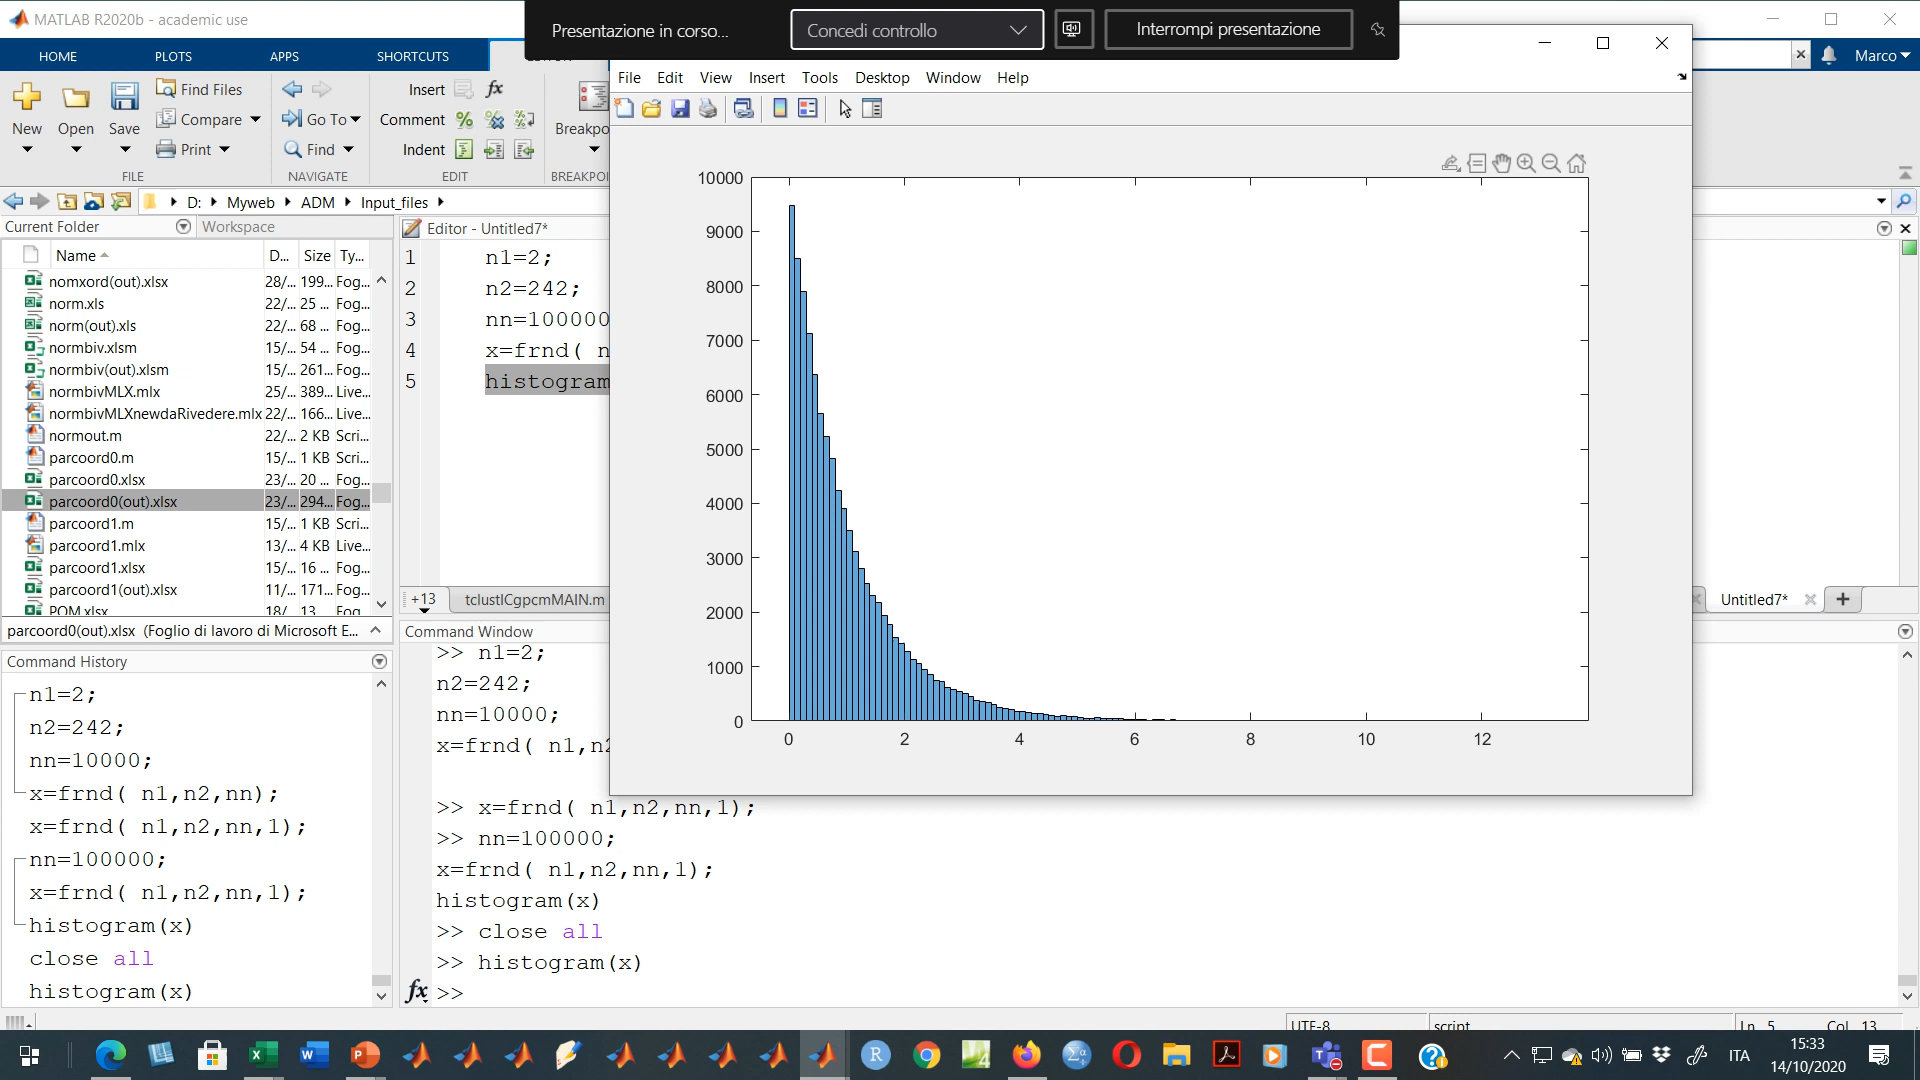 MATLAB R2020b - academic use
Presentazione in corso...
Concedi controllo
Interrompi presentazione
HOME
PLOTS
APPS
SHORTCUTS
Marco
File Edit View Insert Tools Desktop Window Help
New
Open
Save
Find Files
Compare
Print
FILE
Go To
Find
NAVIGATE
Insert
fx
Comment
Indent
EDIT
D: Myweb ADM Input_files
Current Folder
Workspace
Name
D...
Size
Ty...
nomxord(out).xlsx 28/... 199... Fog...
norm.xls 22/... 25 ... Fog...
norm(out).xls 22/... 68 ... Fog...
normbiv.xlsm 15/... 54 ... Fog...
normbiv(out).xlsm 15/... 261... Fog...
normbivMLX.mlx 25/... 389... Live...
normbivMLXnewdaRivedere.mlx 22/... 166... Live...
normout.m 22/... 2 KB Scri...
parcoord0.m 15/... 1 KB Scri...
parcoord0.xlsx 23/... 20 ... Fog...
parcoord0(out).xlsx 23/... 294... Fog...
parcoord1.m 15/... 1 KB Scri...
parcoord1.mlx 13/... 4 KB Live...
parcoord1.xlsx 15/... 16 ... Fog...
parcoord1(out).xlsx 11/... 171... Fog...
parcoord0(out).xlsx (Foglio di lavoro di Microsoft E...
Editor - Untitled7*
1 n1=2;
2 n2=242;
3 nn=100000
4 x=frnd( n
5 histogram
+13
tclustICgpcmMAIN.m
Untitled7*
10000
9000
8000
7000
6000
5000
4000
3000
2000
1000
0
0 2 4 6 8 10 12
Command History
n1=2;
n2=242;
nn=10000;
x=frnd( n1,n2,nn);
x=frnd( n1,n2,nn,1);
nn=100000;
x=frnd( n1,n2,nn,1);
histogram(x)
close all
histogram(x)
Command Window
>> n1=2;
n2=242;
nn=10000;
x=frnd( n1,n2
>> x=frnd( n1,n2,nn,1);
>> nn=100000;
x=frnd( n1,n2,nn,1);
histogram(x)
>> close all
>> histogram(x)
fx >>
UTF-8
script
Ln 5 Col 13
ITA
15:33
14/10/2020